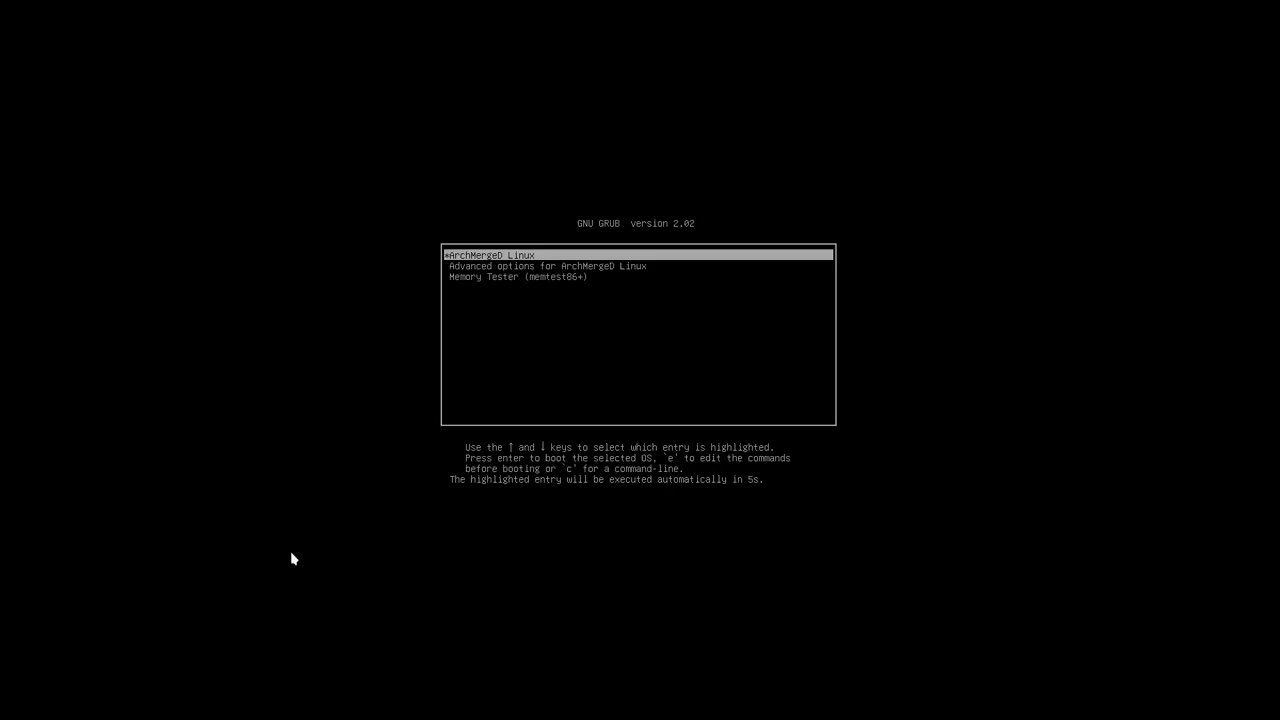 GNU GRUB  version 2.02
*ArchMergeD Linux
Advanced options for ArchMergeD Linux
Memory Tester (memtest86+)
Use the ↑ and ↓ keys to select which entry is highlighted.
Press enter to boot the selected OS, `e' to edit the commands
before booting or `c' for a command-line.
The highlighted entry will be executed automatically in 5s.